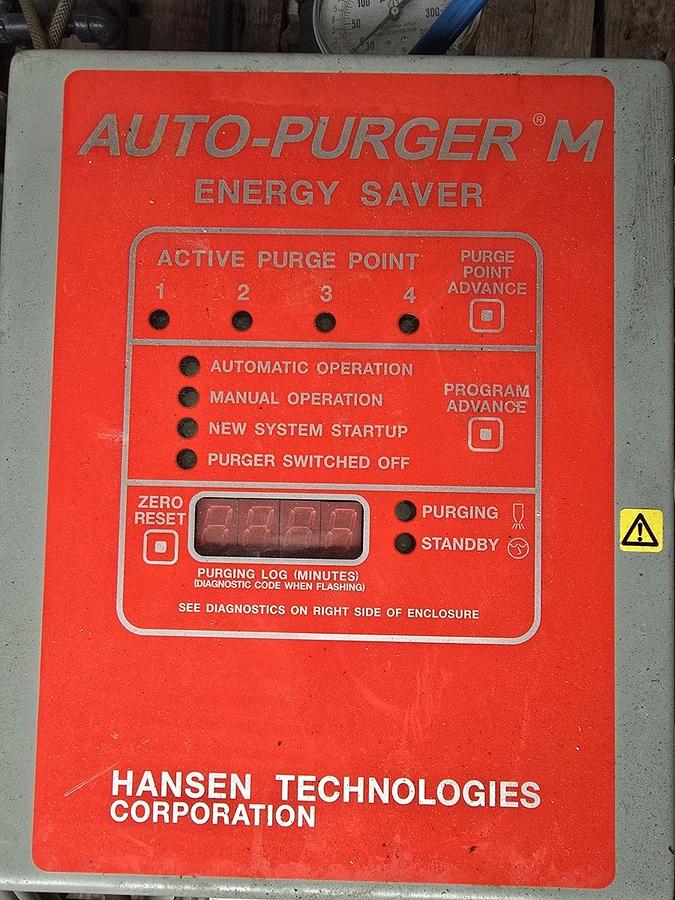 AUTO-PURGER® M
ENERGY SAVER
ACTIVE PURGE POINT
1 2 3 4
PURGE
POINT
ADVANCE
AUTOMATIC OPERATION
MANUAL OPERATION
NEW SYSTEM STARTUP
PURGER SWITCHED OFF
PROGRAM
ADVANCE
ZERO
RESET
PURGING
STANDBY
PURGING LOG (MINUTES)
(DIAGNOSTIC CODE WHEN FLASHING)
SEE DIAGNOSTICS ON RIGHT SIDE OF ENCLOSURE
HANSEN TECHNOLOGIES
CORPORATION